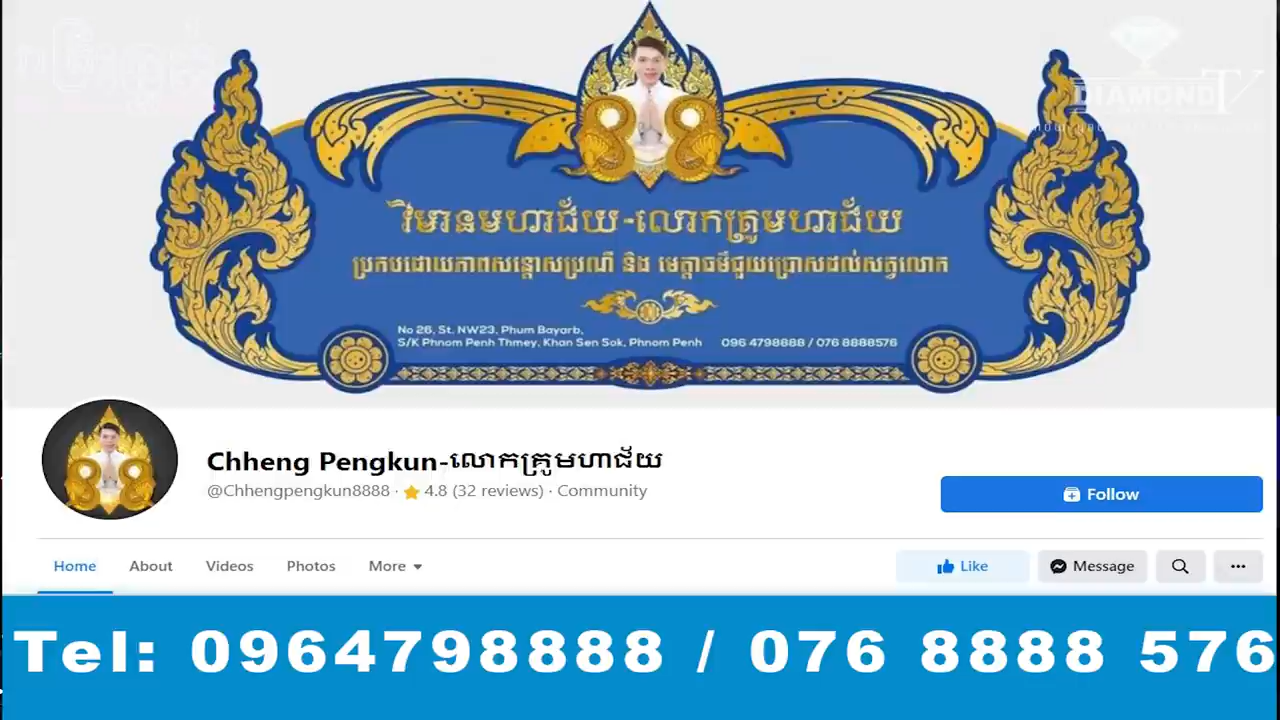 DIAMOND TV
វិមានមហាជ័យ-លោកគ្រូមហាជ័យ
ប្រកបដោយភាពសន្តោសប្រណី និង មេត្តាធម៌ជួយប្រោសដល់សត្វលោក
No 26, St. NW23, Phum Bayarb,
S/K Phnom Penh Thmey, Khan Sen Sok, Phnom Penh 096 4798888 / 076 8888576
Chheng Pengkun-លោកគ្រូមហាជ័យ
@Chhengpengkun8888 · 4.8 (32 reviews) · Community
Follow
Home About Videos Photos More Like Message
Tel: 0964798888 / 076 8888 576